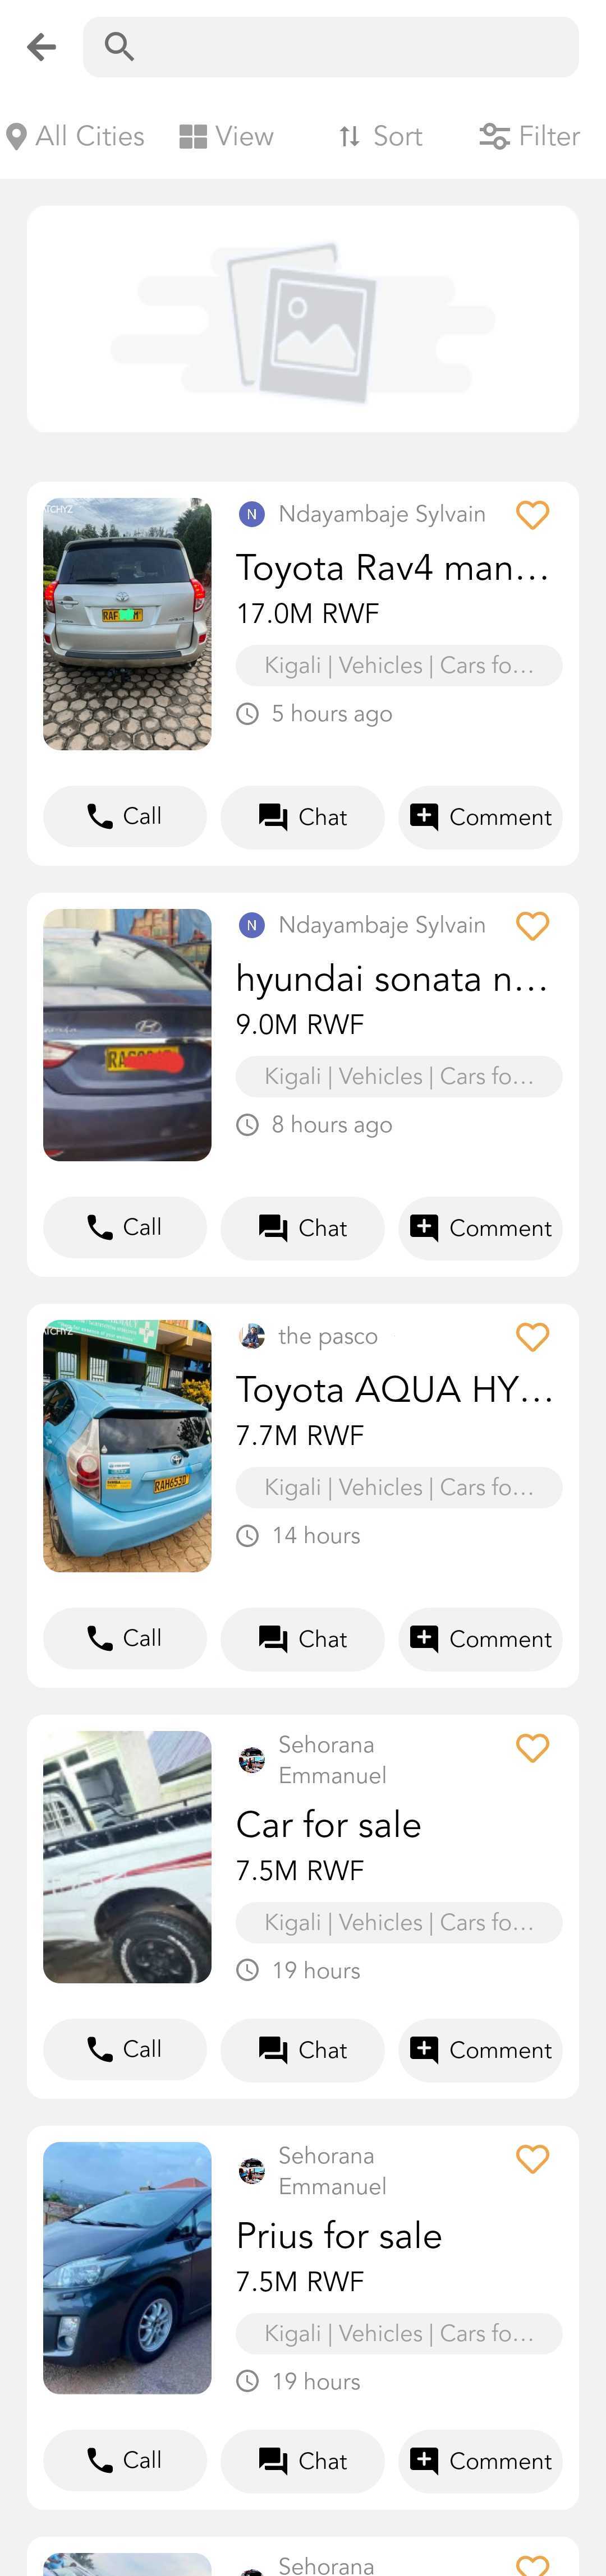 All Cities
View
Sort
Filter
N
Ndayambaje Sylvain
Toyota Rav4 man...
17.0M RWF
Kigali | Vehicles | Cars fo...
5 hours ago
Call
Chat
Comment
N
Ndayambaje Sylvain
hyundai sonata n...
9.0M RWF
Kigali | Vehicles | Cars fo...
8 hours ago
Call
Chat
Comment
the pasco
Toyota AQUA HY...
7.7M RWF
Kigali | Vehicles | Cars fo...
14 hours
Call
Chat
Comment
Sehorana
Emmanuel
Car for sale
7.5M RWF
Kigali | Vehicles | Cars fo...
19 hours
Call
Chat
Comment
Sehorana
Emmanuel
Prius for sale
7.5M RWF
Kigali | Vehicles | Cars fo...
19 hours
Call
Chat
Comment
Sehorana